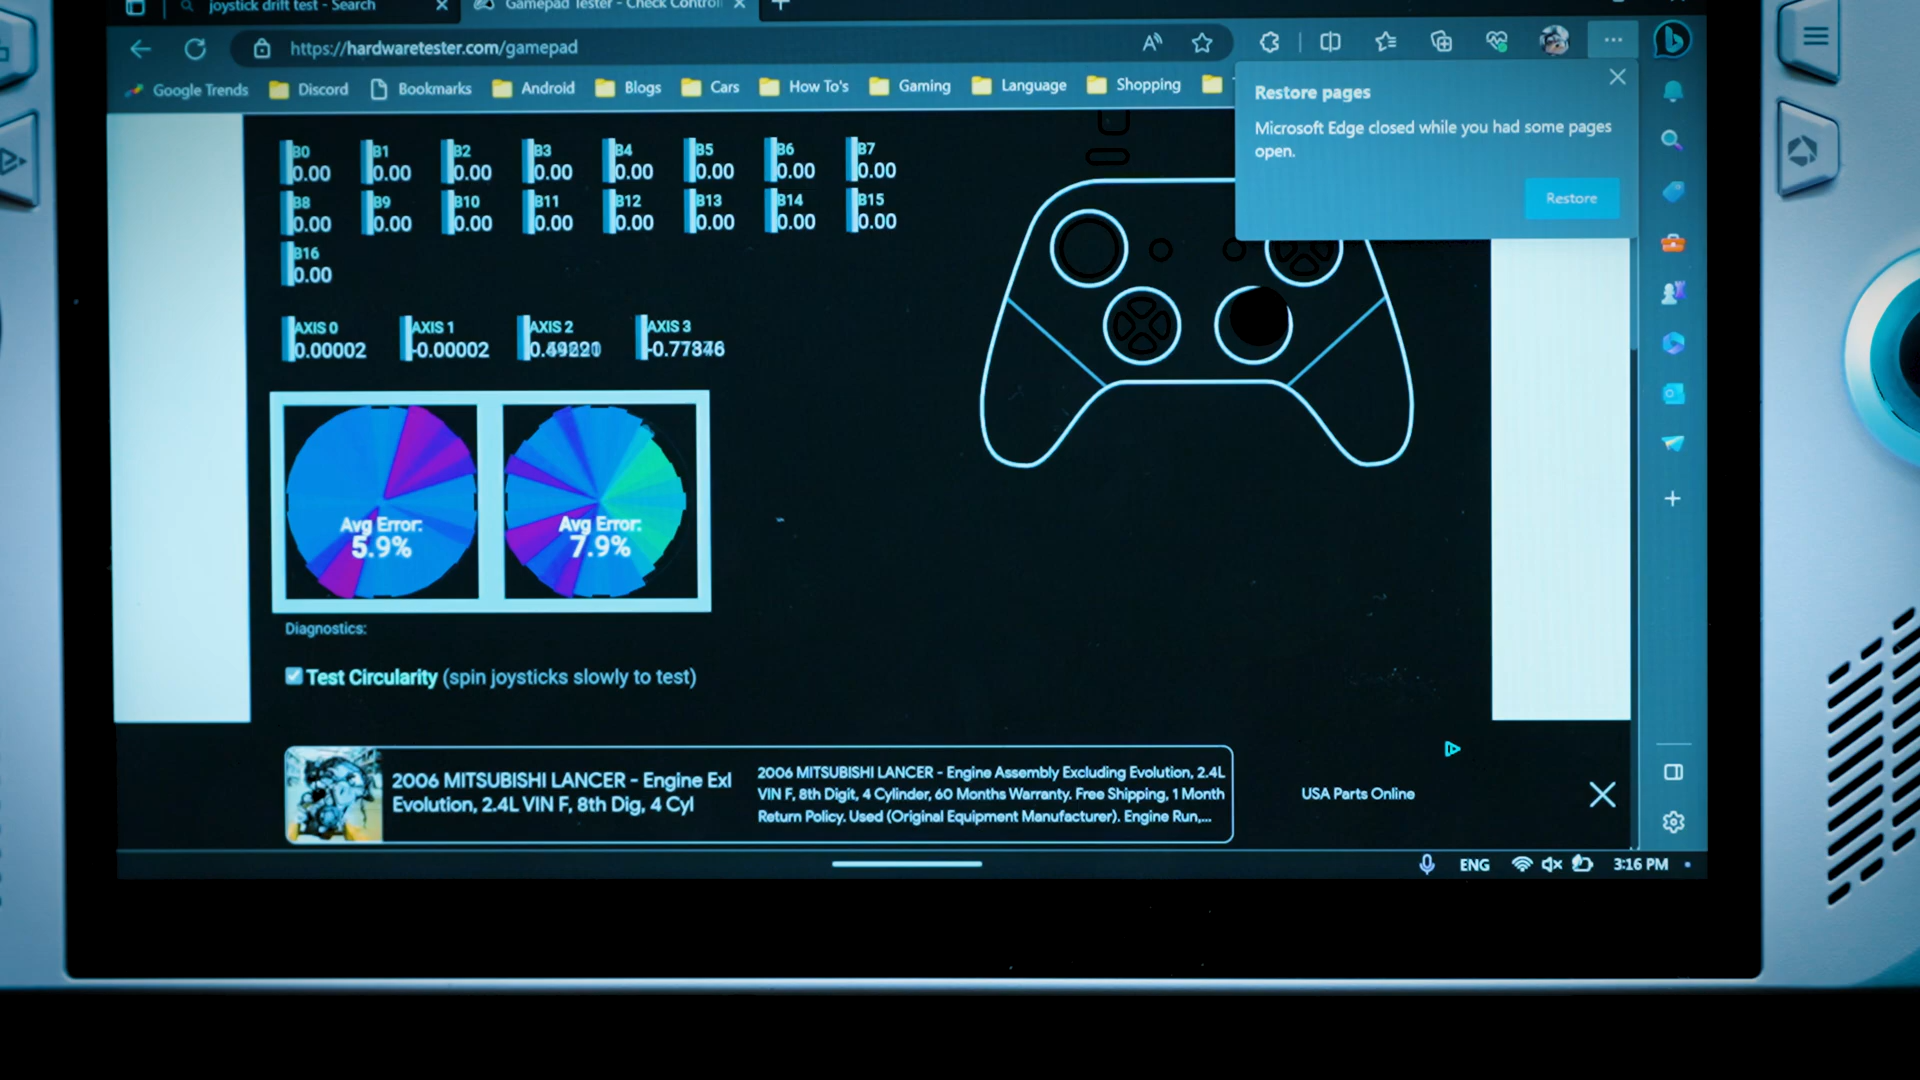 joystick drift test - Search
Gamepad Tester - Check Controll
https://hardwaretester.com/gamepad
Google Trends
Discord
Bookmarks
Android
Blogs
Cars
How To's
Gaming
Language
Shopping
Restore pages
Microsoft Edge closed while you had some pages
open.
Restore
B0 B1 B2 B3 B4 B5 B6 B7
0.00 0.00 0.00 0.00 0.00 0.00 0.00 0.00
B8 B9 B10 B11 B12 B13 B14 B15
0.00 0.00 0.00 0.00 0.00 0.00 0.00 0.00
B16
0.00
AXIS 0 AXIS 1 AXIS 2 AXIS 3
0.00002 -0.00002
Avg Error:
5.9%
Avg Error:
7.9%
Diagnostics:
Test Circularity (spin joysticks slowly to test)
2006 MITSUBISHI LANCER - Engine Exl
Evolution, 2.4L VIN F, 8th Dig, 4 Cyl
2006 MITSUBISHI LANCER - Engine Assembly Excluding Evolution, 2.4L
VIN F, 8th Digit, 4 Cylinder, 60 Months Warranty. Free Shipping, 1 Month
Return Policy. Used (Original Equipment Manufacturer). Engine Run,...
USA Parts Online
ENG
3:16 PM